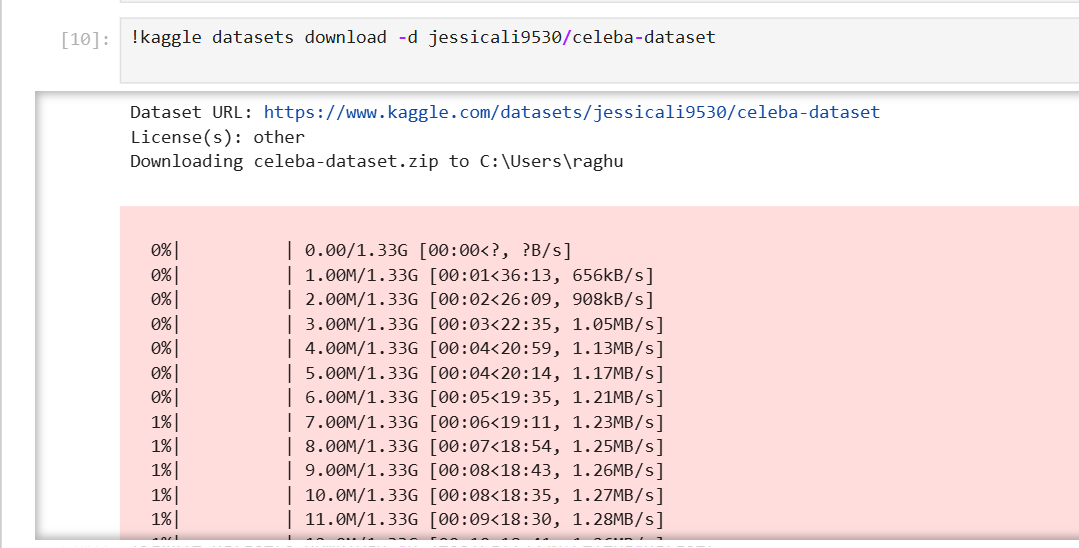 [10]: !kaggle datasets download -d jessicali9530/celeba-dataset
Dataset URL: https://www.kaggle.com/datasets/jessicali9530/celeba-dataset
License(s): other
Downloading celeba-dataset.zip to C:\Users\raghu
0%| | 0.00/1.33G [00:00<?, ?B/s]
0%| | 1.00M/1.33G [00:01<36:13, 656kB/s]
0%| | 2.00M/1.33G [00:02<26:09, 908kB/s]
0%| | 3.00M/1.33G [00:03<22:35, 1.05MB/s]
0%| | 4.00M/1.33G [00:04<20:59, 1.13MB/s]
0%| | 5.00M/1.33G [00:04<20:14, 1.17MB/s]
0%| | 6.00M/1.33G [00:05<19:35, 1.21MB/s]
1%| | 7.00M/1.33G [00:06<19:11, 1.23MB/s]
1%| | 8.00M/1.33G [00:07<18:54, 1.25MB/s]
1%| | 9.00M/1.33G [00:08<18:43, 1.26MB/s]
1%| | 10.0M/1.33G [00:08<18:35, 1.27MB/s]
1%| | 11.0M/1.33G [00:09<18:30, 1.28MB/s]